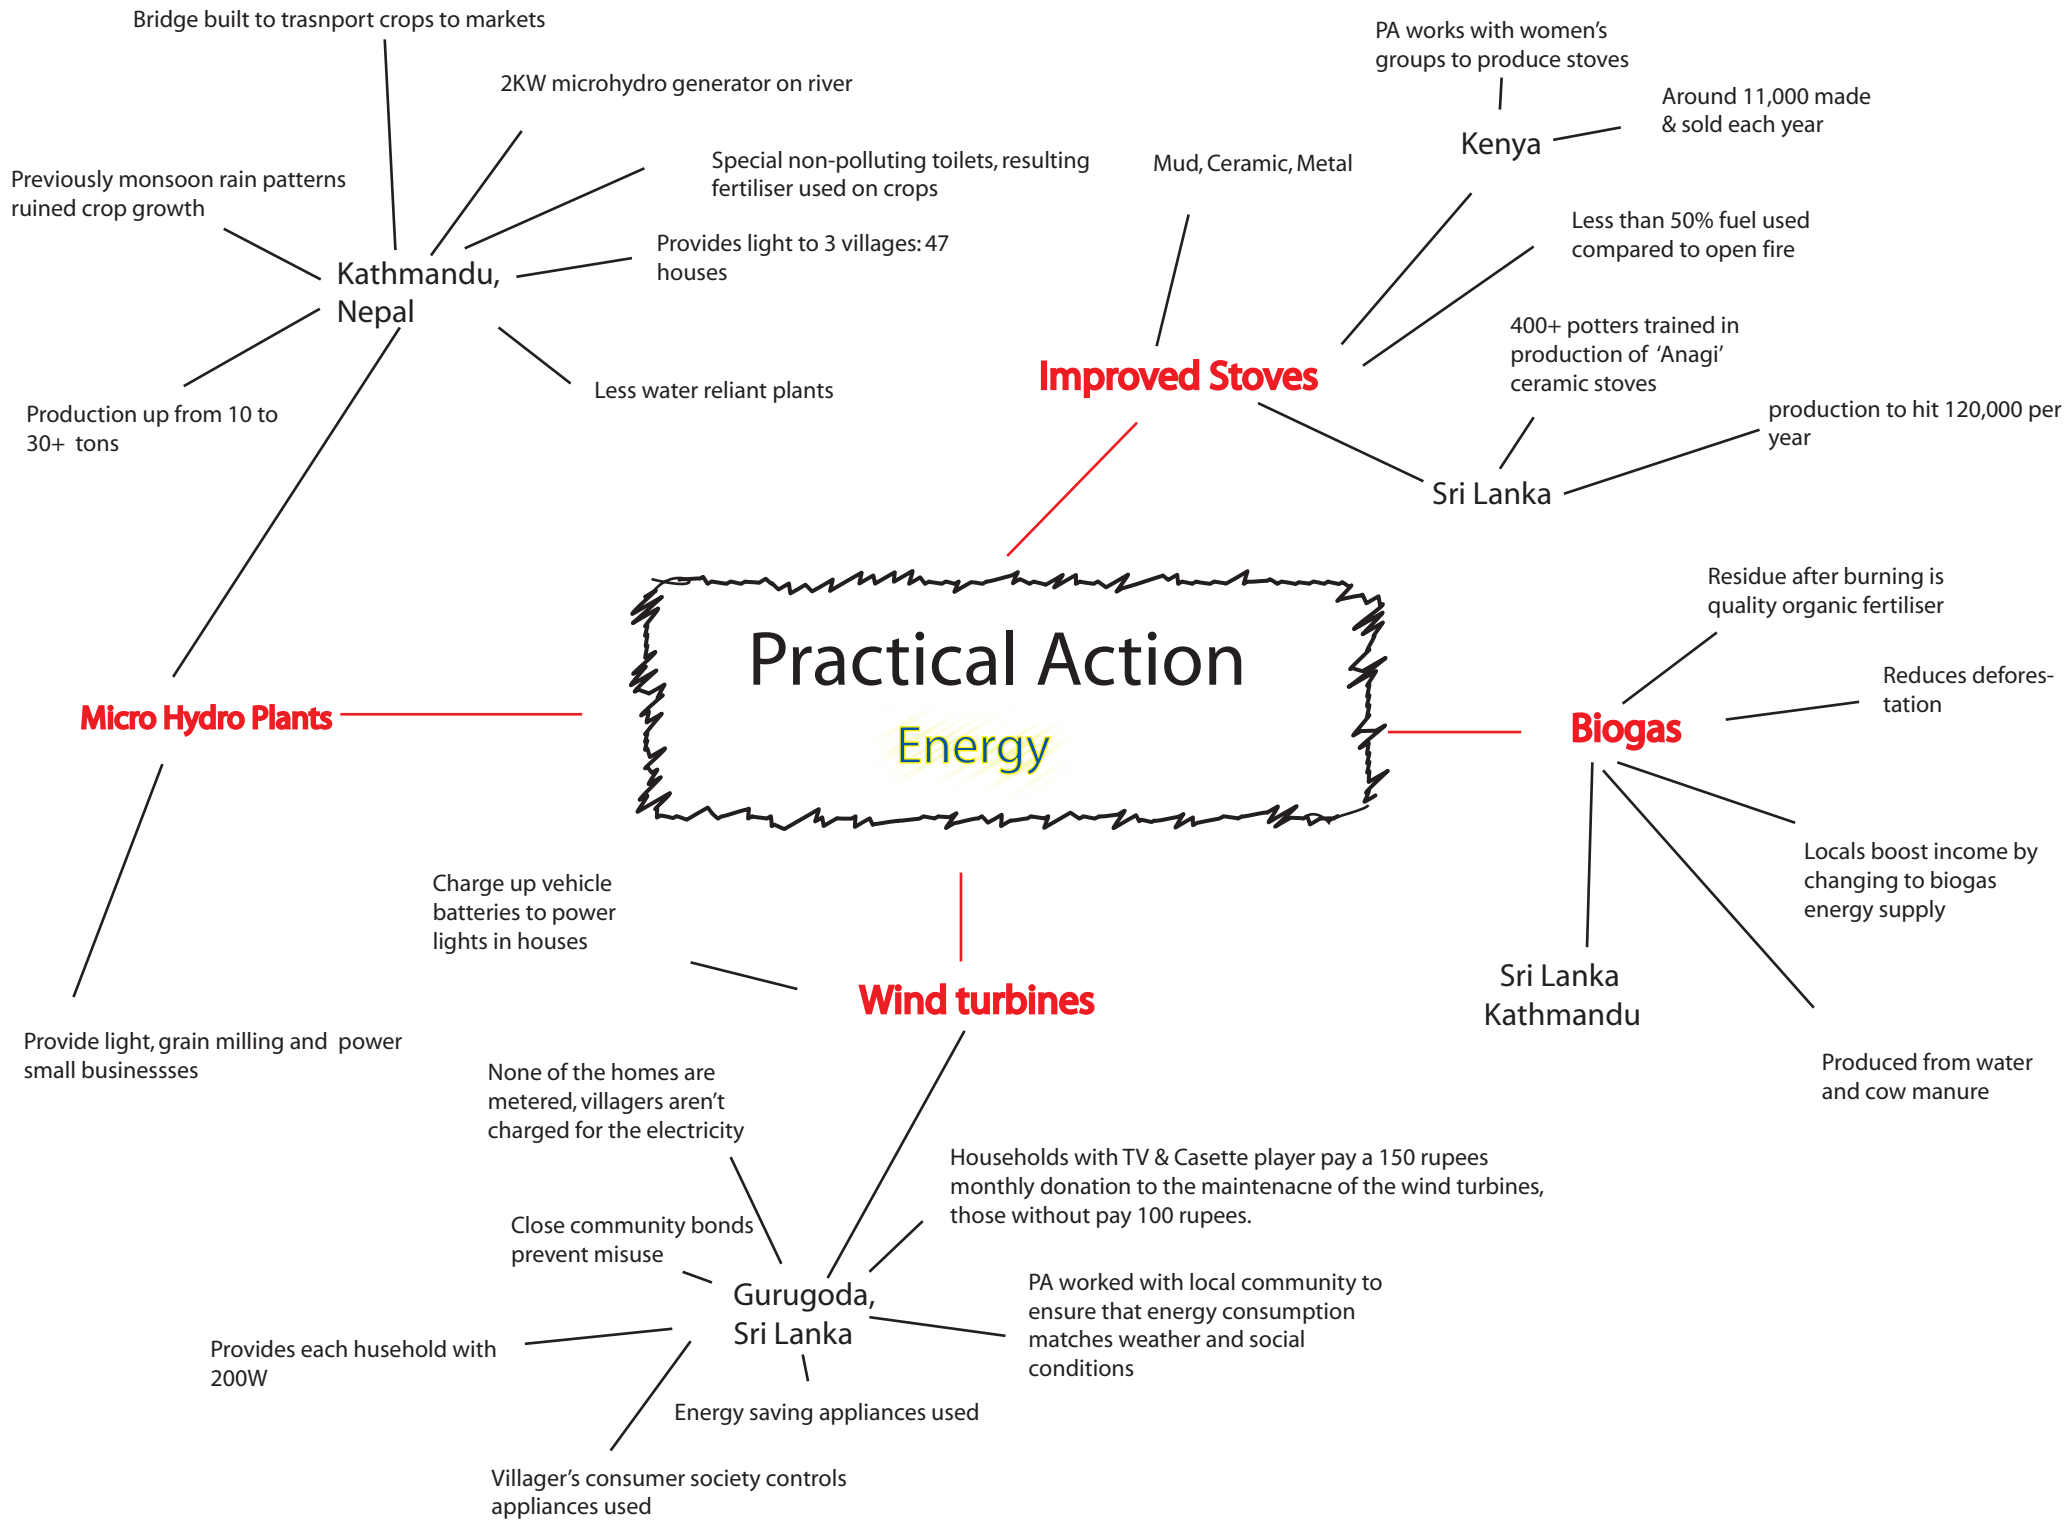 Bridge built to trasnport crops to markets
2KW microhydro generator on river
Special non-polluting toilets, resulting
fertiliser used on crops
Previously monsoon rain patterns
ruined crop growth
Provides light to 3 villages: 47
houses
Kathmandu,
Nepal
Less water reliant plants
Production up from 10 to
30+ tons
Micro Hydro Plants
Provide light, grain milling and power
small businessses
PA works with women's
groups to produce stoves
Around 11,000 made
& sold each year
Kenya
Mud, Ceramic, Metal
Less than 50% fuel used
compared to open fire
400+ potters trained in
production of 'Anagi'
ceramic stoves
Improved Stoves
production to hit 120,000 per
year
Sri Lanka
Practical Action
Energy
Residue after burning is
quality organic fertiliser
Reduces defores-
tation
Biogas
Locals boost income by
changing to biogas
energy supply
Sri Lanka
Kathmandu
Produced from water
and cow manure
Charge up vehicle
batteries to power
lights in houses
Wind turbines
None of the homes are
metered, villagers aren't
charged for the electricity
Households with TV & Casette player pay a 150 rupees
monthly donation to the maintenacne of the wind turbines,
those without pay 100 rupees.
Close community bonds
prevent misuse
Gurugoda,
Sri Lanka
PA worked with local community to
ensure that energy consumption
matches weather and social
conditions
Provides each husehold with
200W
Energy saving appliances used
Villager's consumer society controls
appliances used